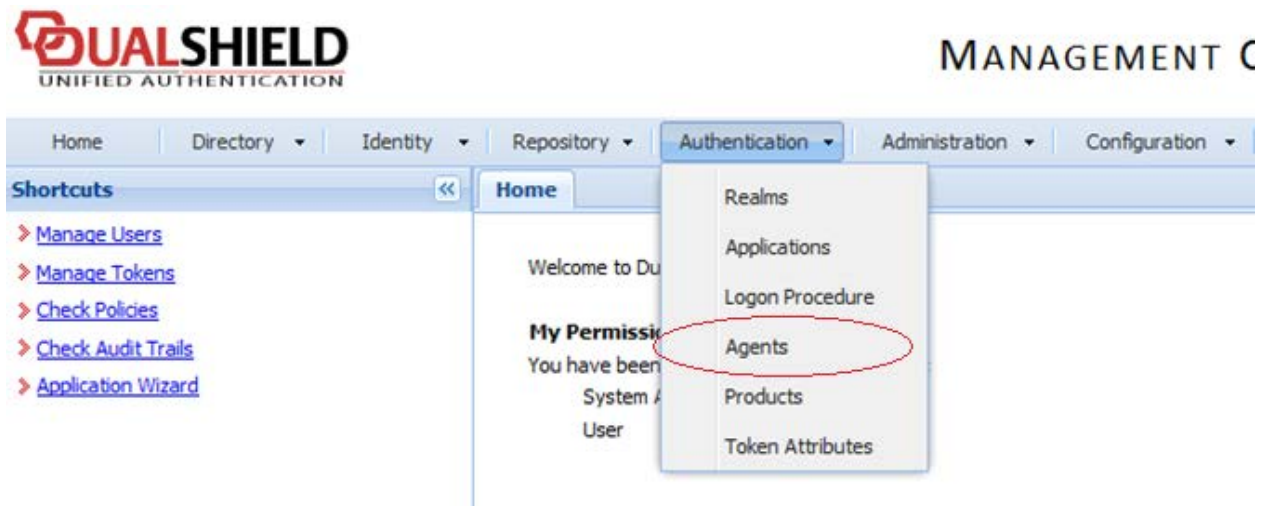 DUALSHIELD
UNIFIED AUTHENTICATION
MANAGEMENT
Home Directory Identity Repository Authentication Administration Configuration
Shortcuts
Manage Users
Manage Tokens
Check Policies
Check Audit Trails
Application Wizard
Home
Welcome to
My
You have been
System
User
Realms
Applications
Logon Procedure
Agents
Products
Token Attributes